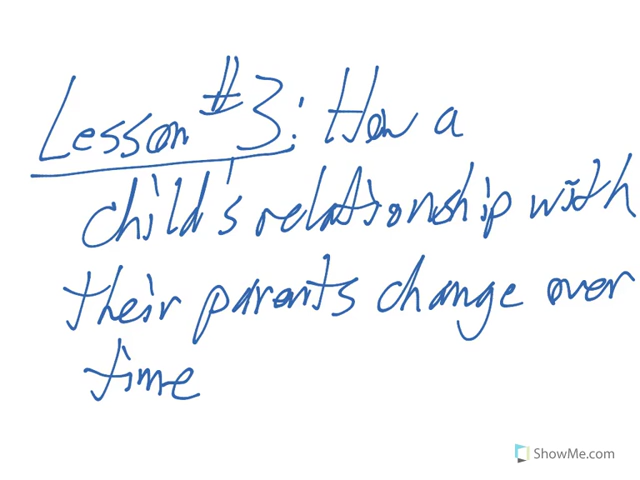 Lesson #3: How a
child's relationship with
their parents change over
time
ShowMe.com